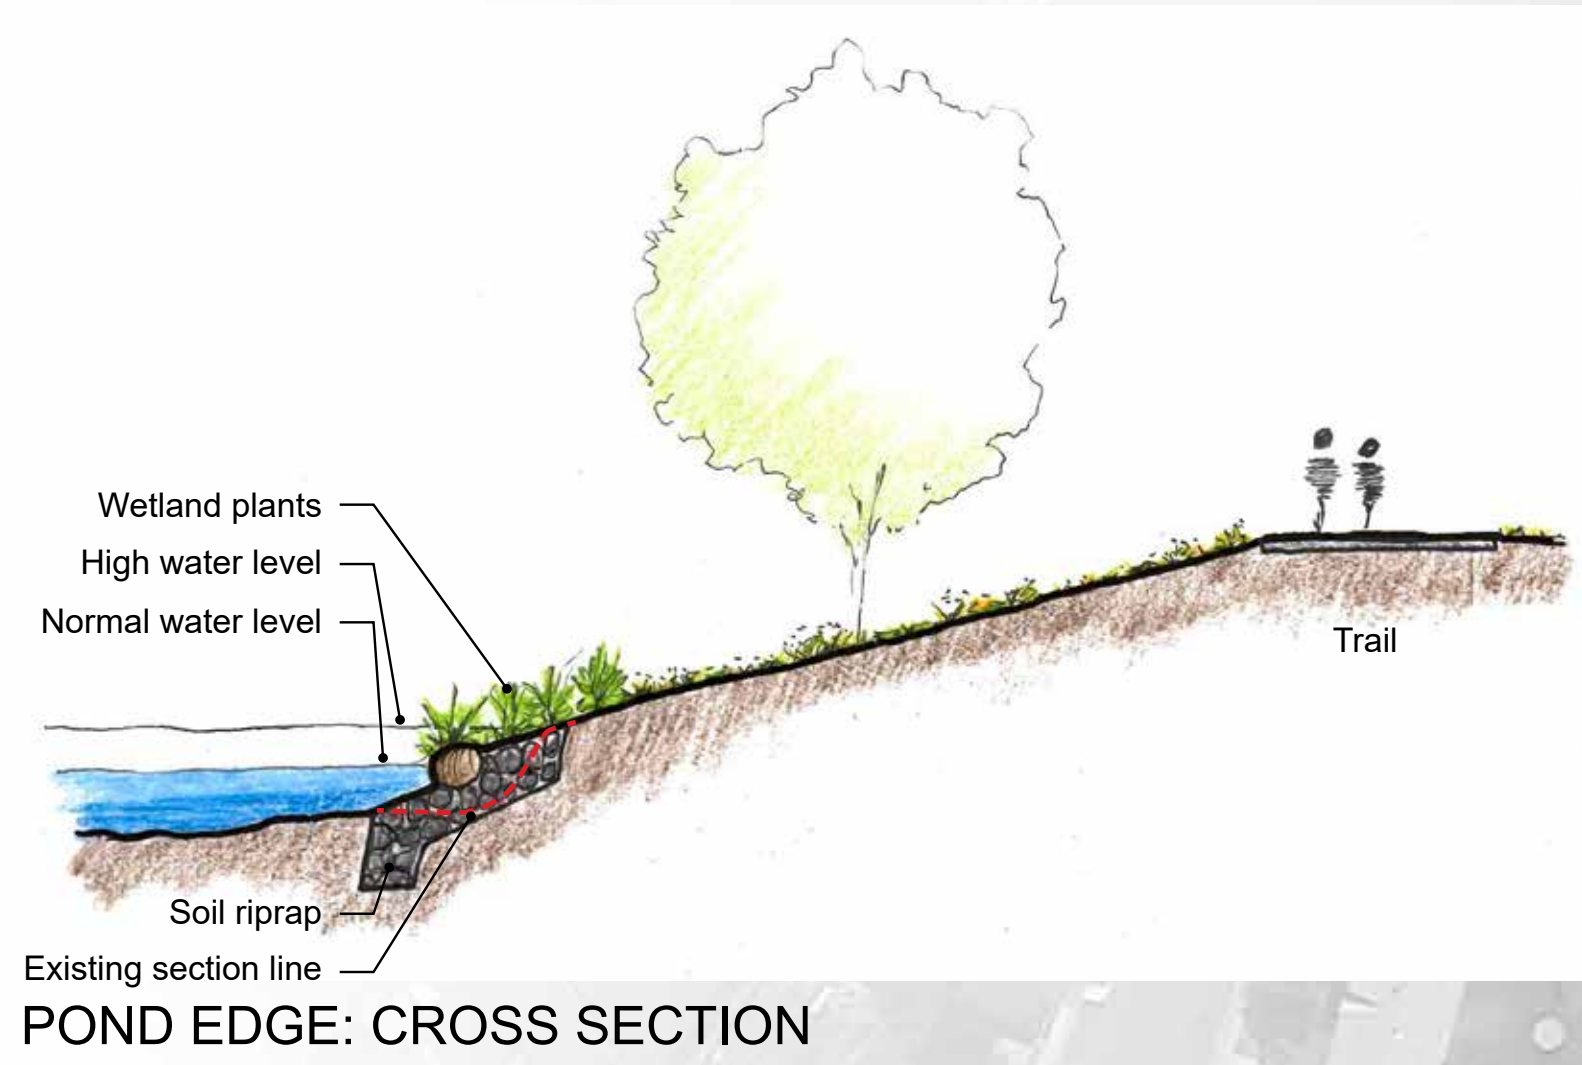 Wetland plants
High water level
Normal water level
Trail
Soil riprap
Existing section line
POND EDGE: CROSS SECTION